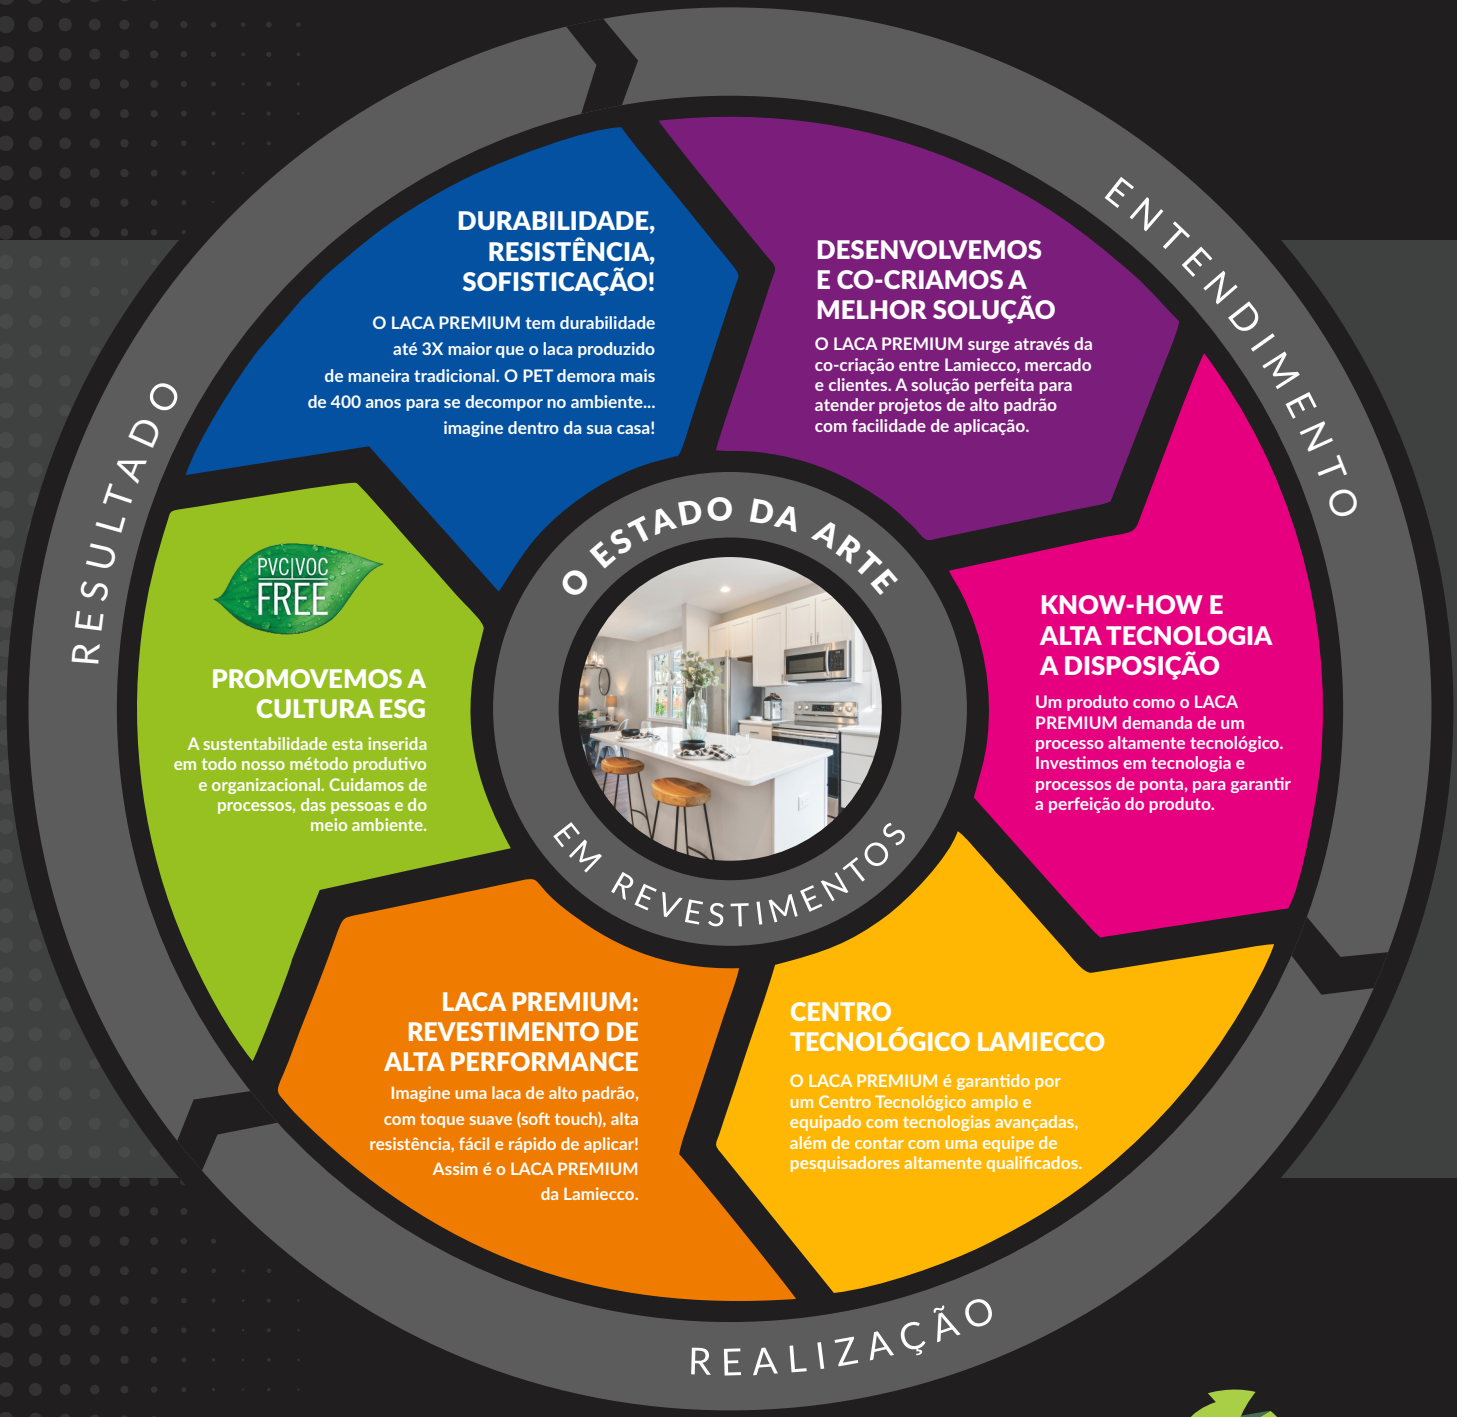 ENTENDIMENTO
DESENVOLVEMOS
E CO-CRIAMOS A
MELHOR SOLUÇÃO
O LACA PREMIUM surge através da
co-criação entre Lamiecco, mercado
e clientes. A solução perfeita para
atender projetos de alto padrão
com facilidade de aplicação.
KNOW-HOW E
ALTA TECNOLOGIA
A DISPOSIÇÃO
Um produto como o LACA
PREMIUM demanda de um
processo altamente tecnológico.
Investimos em tecnologia e
processos de ponta, para garantir
a perfeição do produto.
REALIZAÇÃO
CENTRO
TECNOLÓGICO LAMIECCO
O LACA PREMIUM é garantido por
um Centro Tecnológico amplo e
equipado com tecnologias avançadas,
além de contar com uma equipe de
pesquisadores altamente qualificados.
LACA PREMIUM:
REVESTIMENTO DE
ALTA PERFORMANCE
Imagine uma laca de alto padrão,
com toque suave (soft touch), alta
resistência, fácil e rápido de aplicar!
Assim é o LACA PREMIUM
da Lamiecco.
RESULTADO
PVC|VOC
FREE
PROMOVEMOS A
CULTURA ESG
A sustentabilidade esta inserida
em todo nosso método produtivo
e organizacional. Cuidamos de
processos, das pessoas e do
meio ambiente.
DURABILIDADE,
RESISTÊNCIA,
SOFISTICAÇÃO!
O LACA PREMIUM tem durabilidade
até 3X maior que o laca produzido
de maneira tradicional. O PET demora mais
de 400 anos para se decompor no ambiente...
imagine dentro da sua casa!
O ESTADO DA ARTE
EM REVESTIMENTOS